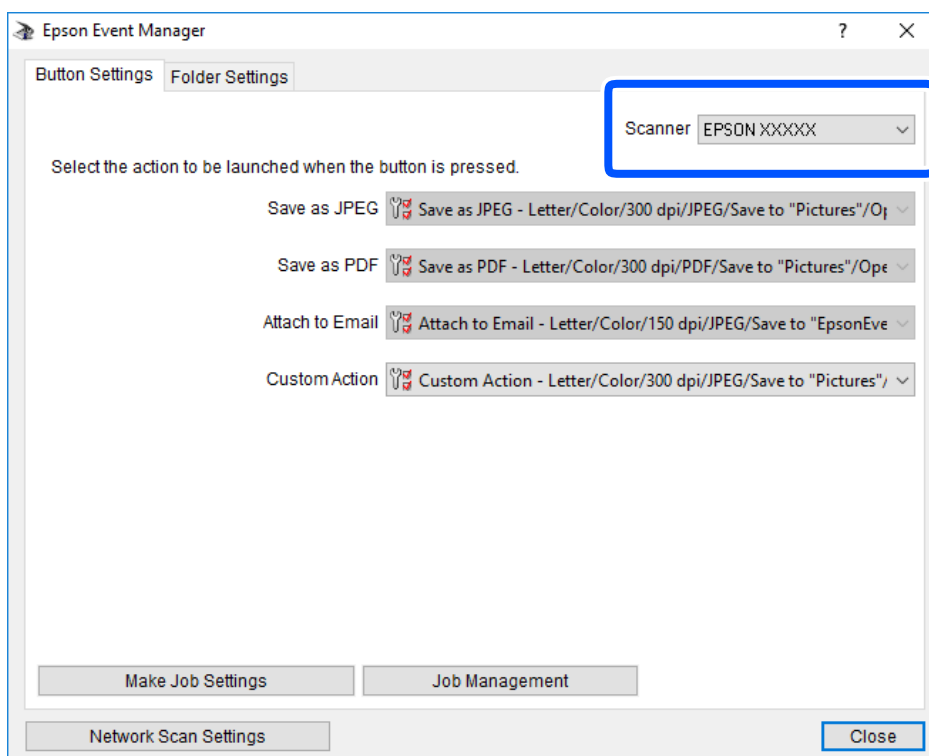 Epson Event Manager
?
Button Settings
Folder Settings
Scanner
EPSON XXXXX
Select the action to be launched when the button is pressed.
Save as JPEG
Save as JPEG - Letter/Color/300 dpi/JPEG/Save to "Pictures"/Op
Save as PDF
Save as PDF - Letter/Color/300 dpi/PDF/Save to "Pictures"/Ope
Attach to Email
Attach to Email - Letter/Color/150 dpi/JPEG/Save to "EpsonEve
Custom Action
Custom Action - Letter/Color/300 dpi/JPEG/Save to "Pictures"/
Make Job Settings
Job Management
Network Scan Settings
Close